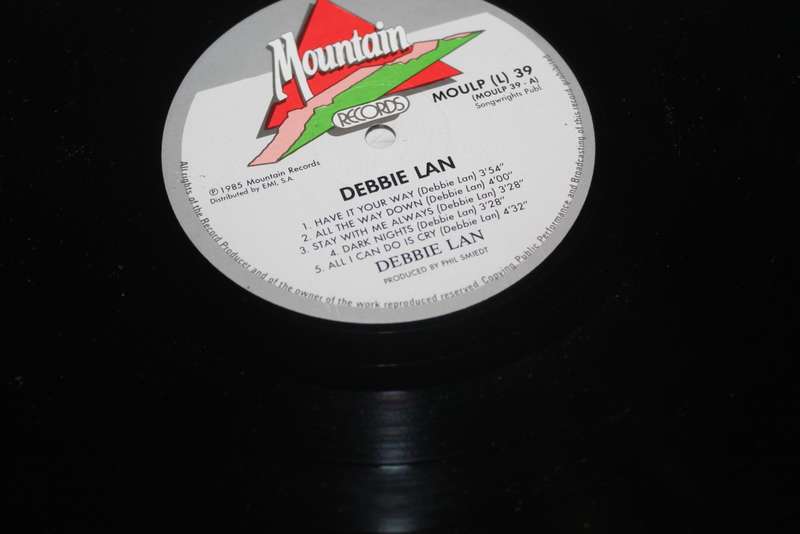 Mountain
RECORDS
MOULP (L) 39
(MOULP 39 - A)
Songwrights Publ.
℗ 1985 Mountain Records
Distributed by EMI, S.A.
DEBBIE LAN
1. HAVE IT YOUR WAY (Debbie Lan) 3'54"
2. ALL THE WAY DOWN (Debbie Lan) 4'00"
3. STAY WITH ME ALWAYS (Debbie Lan) 3'28"
4. DARK NIGHTS (Debbie Lan) 3'28"
5. ALL I CAN DO IS CRY (Debbie Lan) 4'32"
DEBBIE LAN
PRODUCED BY PHIL SMIEDT
All rights of the Record Producer and of the owner of the work reproduced reserved. Copying, Public Performance and Broadcasting of this record prohibited